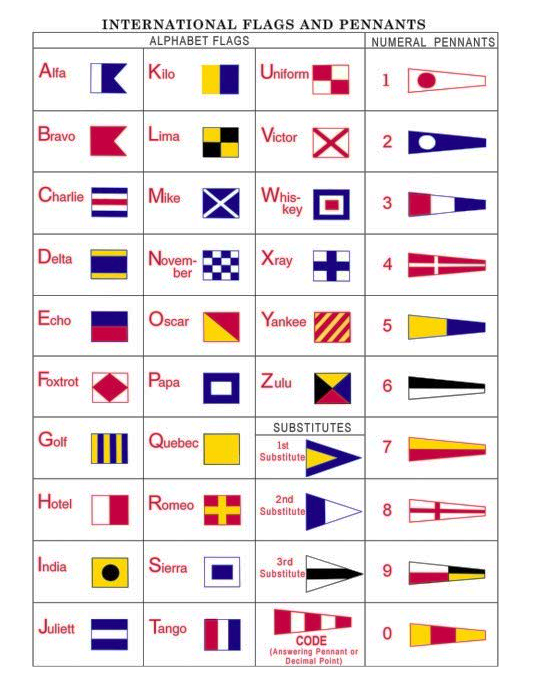 INTERNATIONAL FLAGS AND PENNANTS
ALPHABET FLAGS
NUMERAL PENNANTS
Alfa
Kilo
Uniform
1
Bravo
Lima
Victor
2
Charlie
Mike
Whis-
key
3
Delta
Novem-
ber
Xray
4
Echo
Oscar
Yankee
5
Foxtrot
Papa
Zulu
6
Golf
Quebec
SUBSTITUTES
1st
Substitute
7
Hotel
Romeo
2nd
Substitute
8
India
Sierra
3rd
Substitute
9
Juliett
Tango
CODE
(Answering Pennant or
Decimal Point)
0